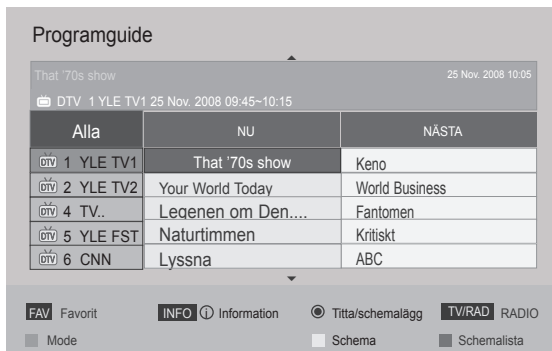 Programguide
That '70s show 25 Nov. 2008 10:05
DTV 1 YLE TV1 25 Nov. 2008 09:45~10:15
Alla NU NÄSTA
DTV 1 YLE TV1 That '70s show Keno
DTV 2 YLE TV2 Your World Today World Business
DTV 4 TV.. Legenen om Den.... Fantomen
DTV 5 YLE FST Naturtimmen Kritiskt
DTV 6 CNN Lyssna ABC
FAV Favorit INFO i Information Titta/schemalägg TV/RAD RADIO
Mode Schema Schemalista